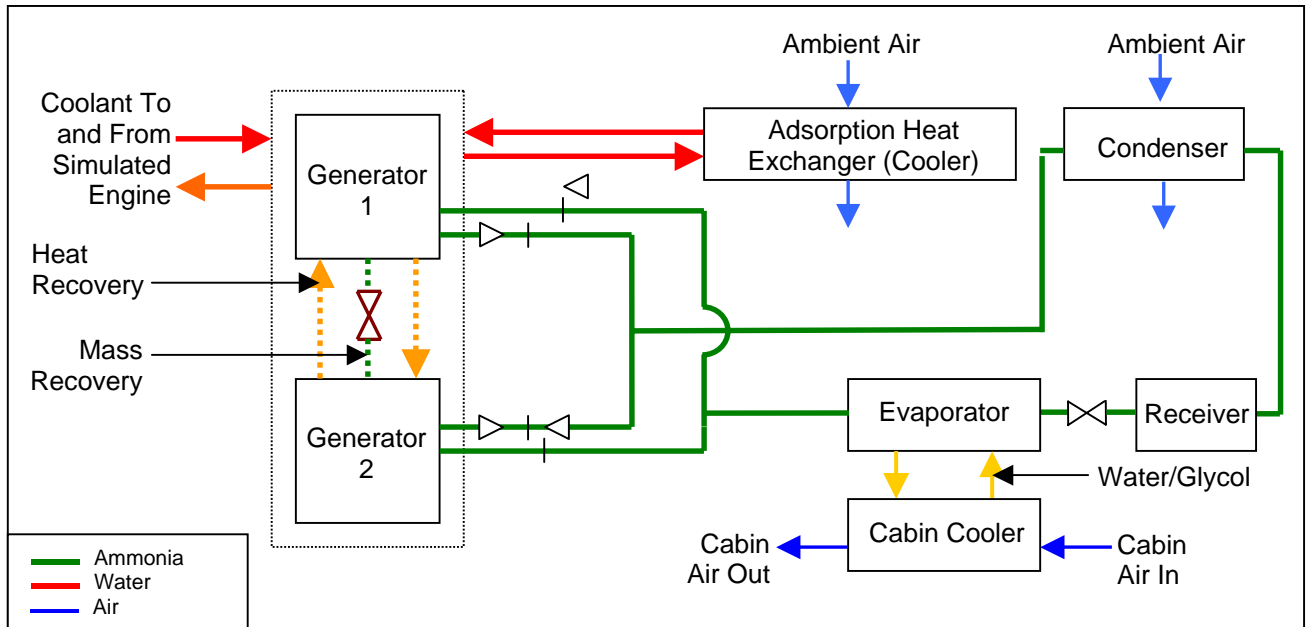 Ambient Air
Ambient Air
Coolant To
and From
Simulated
Engine
Generator
1
Adsorption Heat
Exchanger (Cooler)
Condenser
Heat
Recovery
Mass
Recovery
Generator
2
Evaporator
Receiver
Water/Glycol
Cabin Cooler
Cabin
Air Out
Cabin
Air In
Ammonia
Water
Air